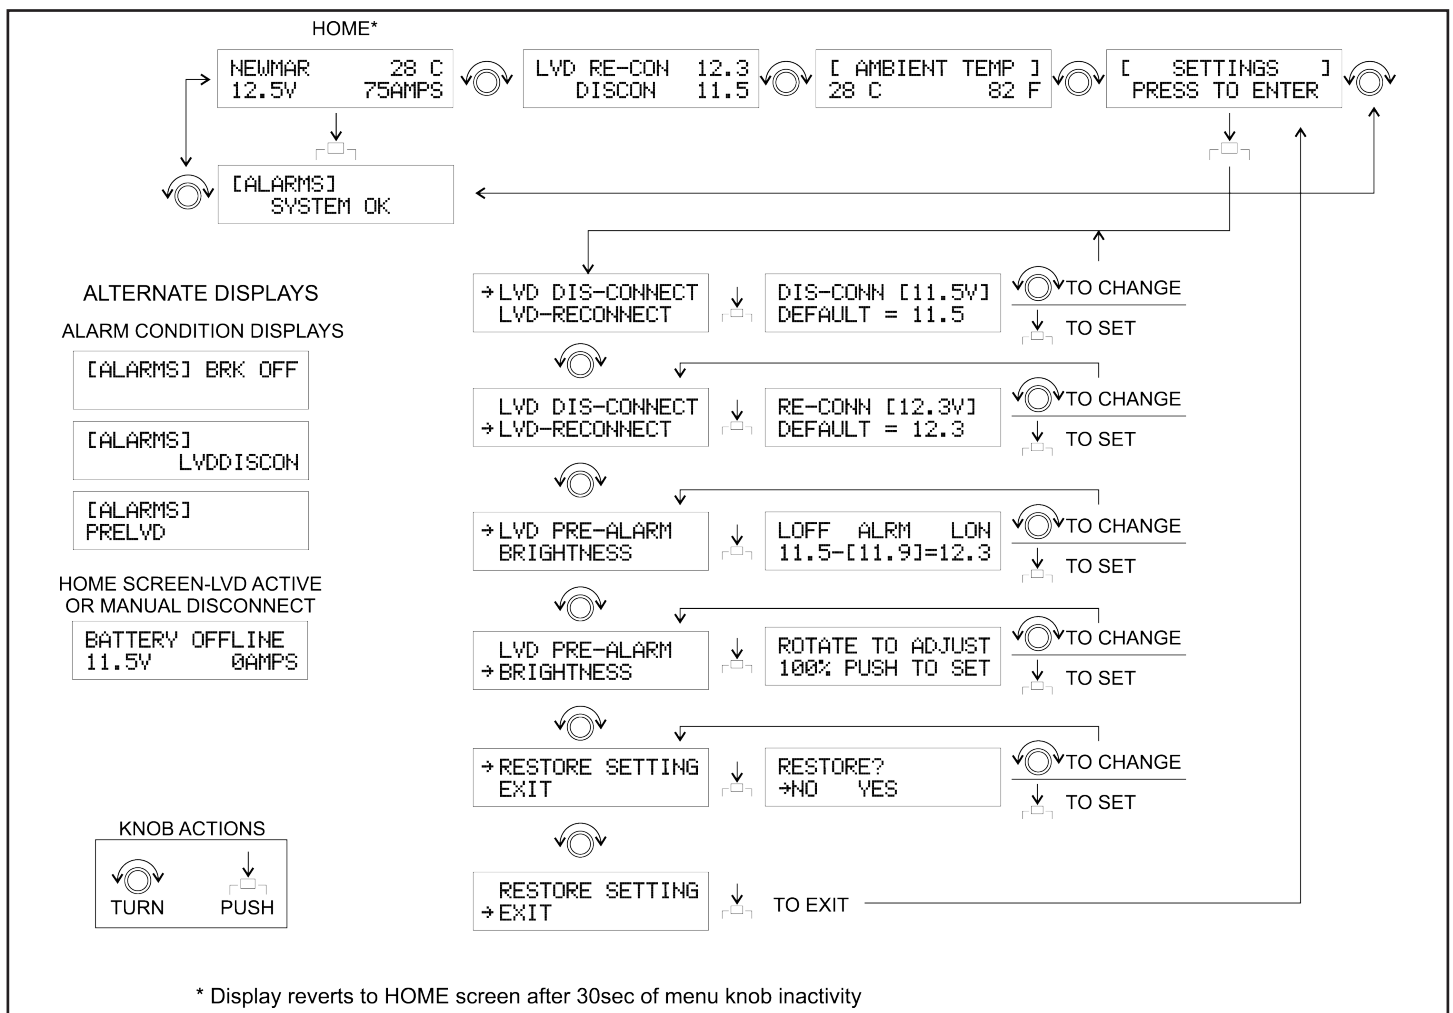 HOME*
NEWMAR 28 C
12.5V 75AMPS
LVD RE-CON 12.3
DISCON 11.5
[ AMBIENT TEMP ]
28 C 82 F
[ SETTINGS ]
PRESS TO ENTER
[ALARMS]
SYSTEM OK
ALTERNATE DISPLAYS
ALARM CONDITION DISPLAYS
[ALARMS] BRK OFF
[ALARMS]
LVDDISCON
[ALARMS]
PRELVD
HOME SCREEN-LVD ACTIVE
OR MANUAL DISCONNECT
BATTERY OFFLINE
11.5V 0AMPS
KNOB ACTIONS
TURN PUSH
→LVD DIS-CONNECT
LVD-RECONNECT
DIS-CONN [11.5V]
DEFAULT = 11.5
TO CHANGE
TO SET
LVD DIS-CONNECT
→LVD-RECONNECT
RE-CONN [12.3V]
DEFAULT = 12.3
TO CHANGE
TO SET
→LVD PRE-ALARM
BRIGHTNESS
LOFF ALRM LON
11.5-[11.9]=12.3
TO CHANGE
TO SET
LVD PRE-ALARM
→BRIGHTNESS
ROTATE TO ADJUST
100% PUSH TO SET
TO CHANGE
TO SET
→RESTORE SETTING
EXIT
RESTORE?
→NO YES
TO CHANGE
TO SET
RESTORE SETTING
→EXIT
TO EXIT
* Display reverts to HOME screen after 30sec of menu knob inactivity